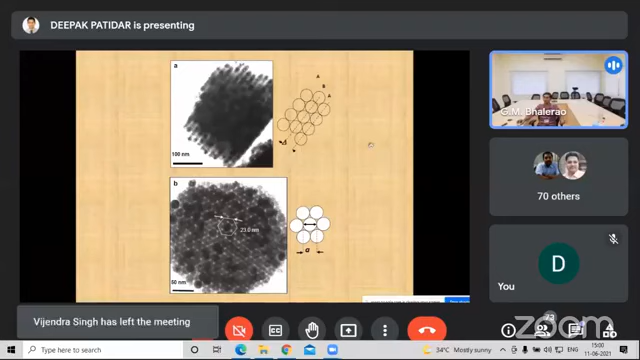 DEEPAK PATIDAR is presenting
a
100 nm
A
B
A
Δ
b
23.0 nm
50 nm
a
G.M. Bhalerao
70 others
D
You
Vijendra Singh has left the meeting
73
zoom
Type here to search
34°C Mostly sunny
ENG
15:00
11-06-2021